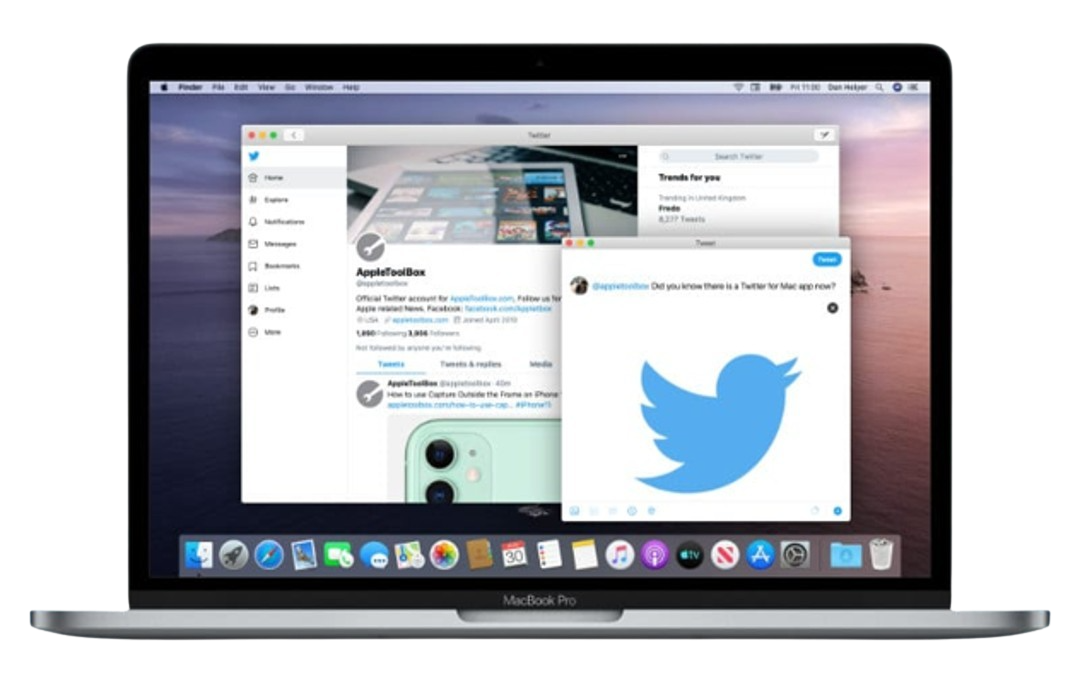 Finder File Edit View Go Window Help
Fri 11:00 Dan Helyer
Twitter
Search Twitter
Home
Explore
Notifications
Messages
Bookmarks
Lists
Profile
More
Trends for you
Trending in United Kingdom
Fredo
8,277 Tweets
AppleToolBox
@appletoolbox
Official Twitter account for AppleToolBox.com. Follow us for
Apple related News. Facebook: facebook.com/appletbox
USA appletoolbox.com Joined April 2010
Following Followers
Not followed by anyone you're following
Tweets Tweets & replies Media
AppleToolBox @appletoolbox · 40m
How to use Capture Outside the Frame on iPhone
appletoolbox.com/how-to-use-cap... #iPhone11
Tweet
Tweet
@appletoolbox Did you know there is a Twitter for Mac app now?
30
tv
MacBook Pro